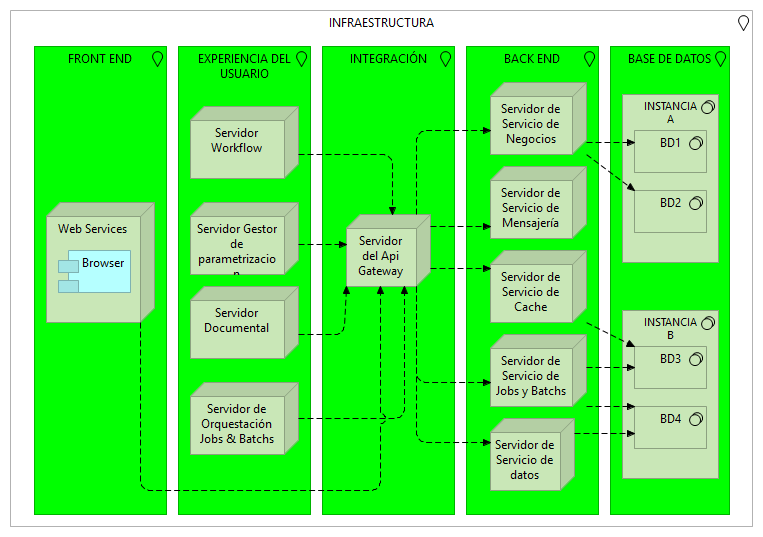 INFRAESTRUCTURA
FRONT END
Web Services
Browser
EXPERIENCIA DEL
USUARIO
Servidor
Workflow
Servidor Gestor
de
parametrizacio
n
Servidor
Documental
Servidor de
Orquestación
Jobs & Batchs
INTEGRACIÓN
Servidor
del Api
Gateway
BACK END
Servidor de
Servicio de
Negocios
Servidor de
Servicio de
Mensajería
Servidor de
Servicio de
Cache
Servidor de
Servicio de
Jobs y Batchs
Servidor de
Servicio de
datos
BASE DE DATOS
INSTANCIA
A
BD1
BD2
INSTANCIA
B
BD3
BD4